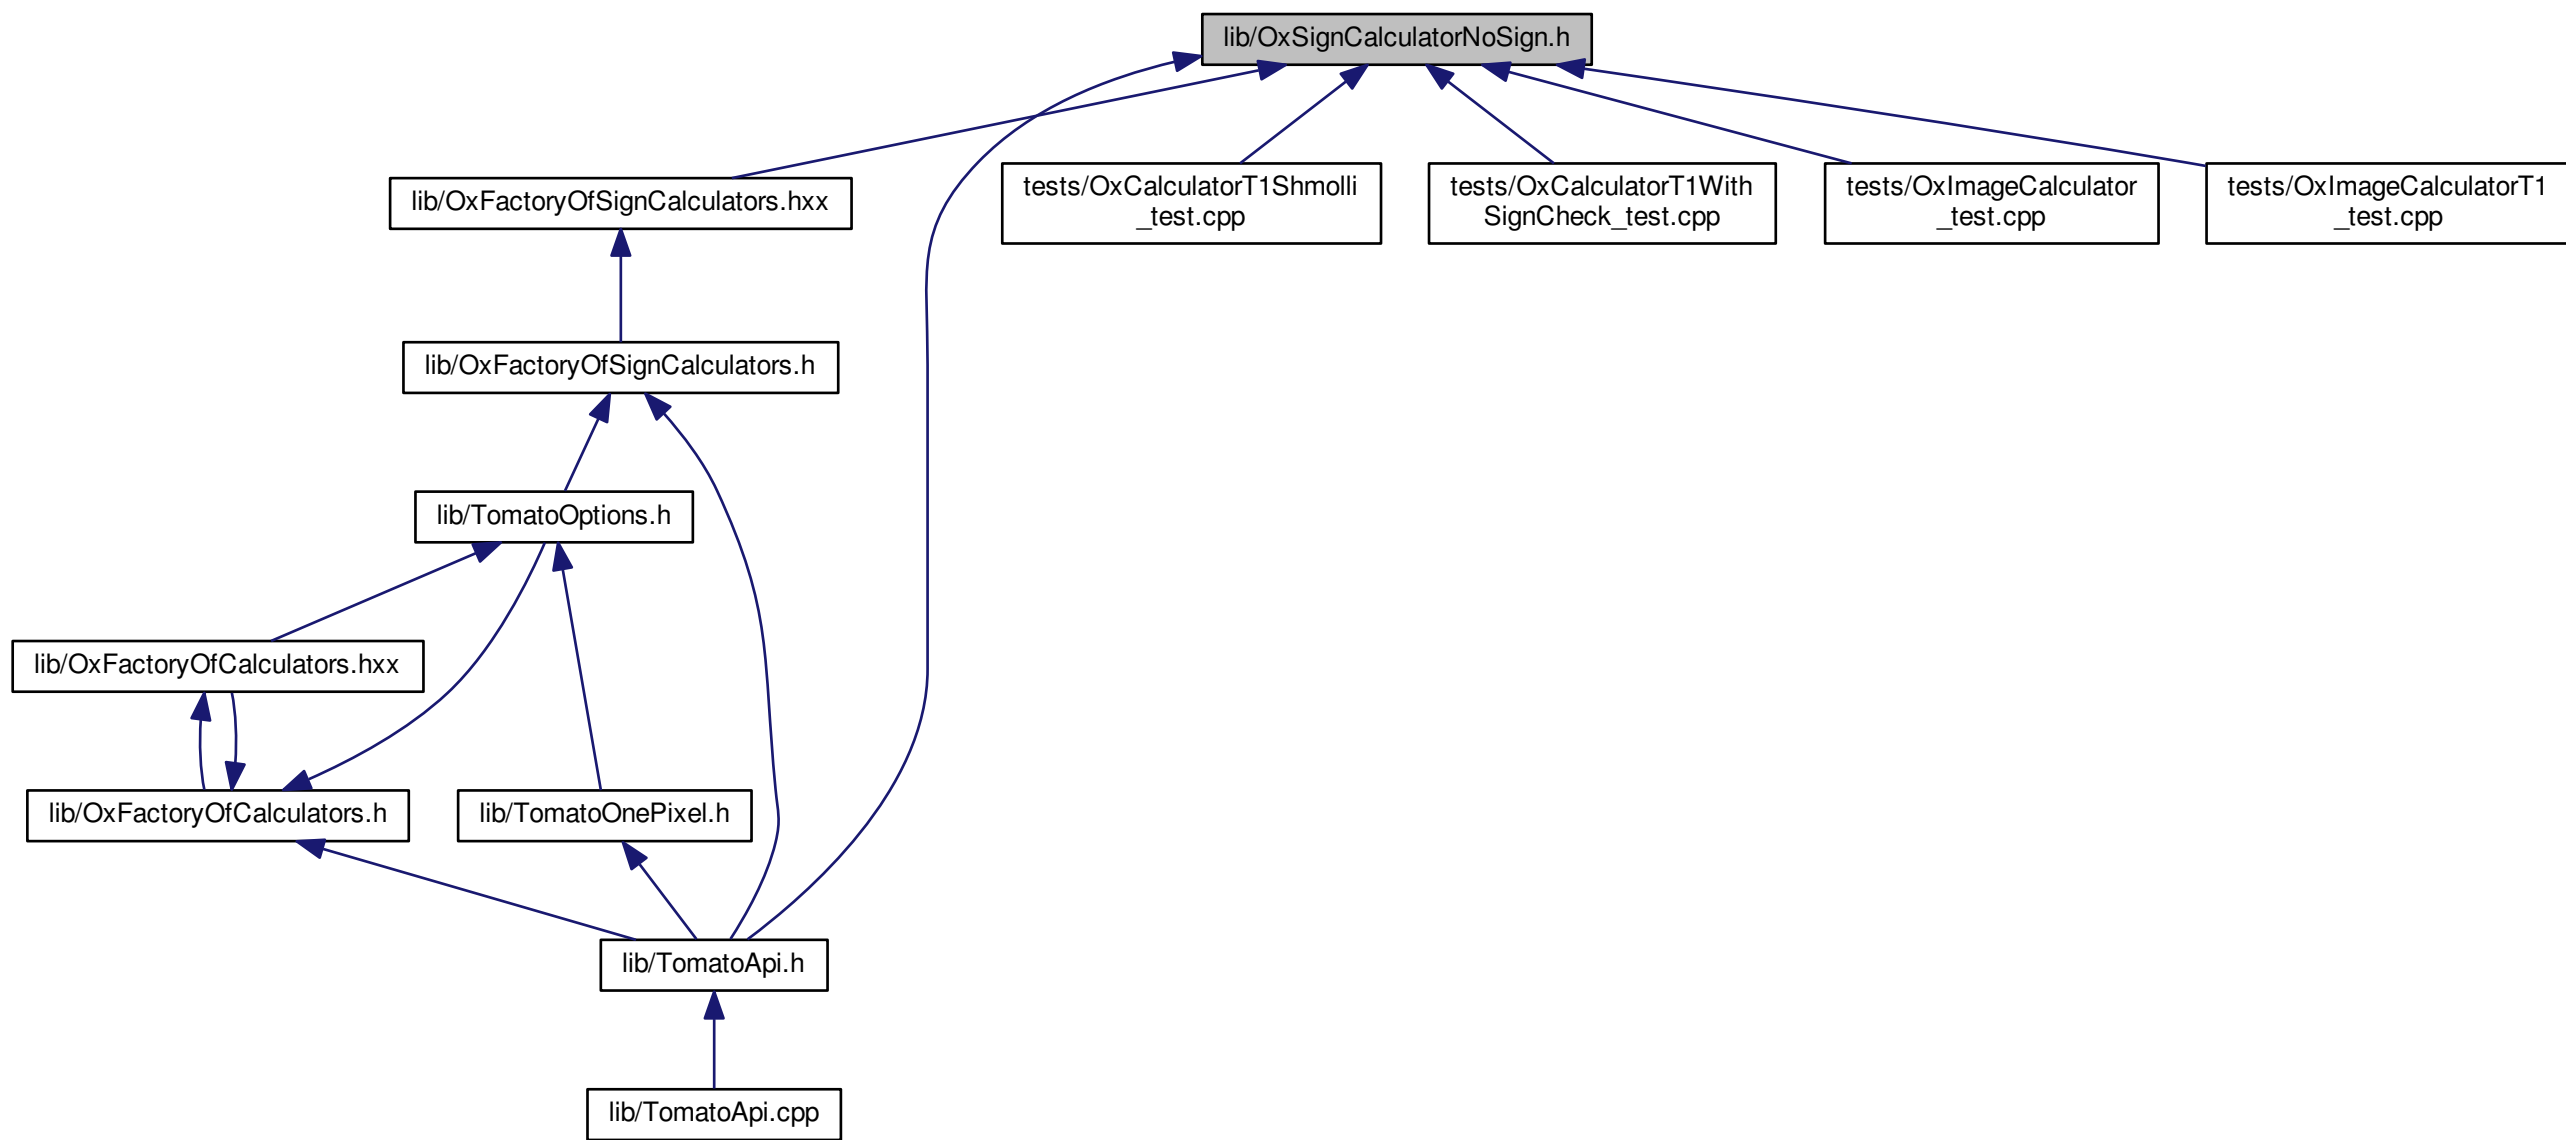 lib/OxSignCalculatorNoSign.h
lib/OxFactoryOfSignCalculators.hxx
tests/OxCalculatorT1Shmolli
_test.cpp
tests/OxCalculatorT1With
SignCheck_test.cpp
tests/OxImageCalculator
_test.cpp
tests/OxImageCalculatorT1
_test.cpp
lib/OxFactoryOfSignCalculators.h
lib/TomatoOptions.h
lib/OxFactoryOfCalculators.hxx
lib/OxFactoryOfCalculators.h
lib/TomatoOnePixel.h
lib/TomatoApi.h
lib/TomatoApi.cpp